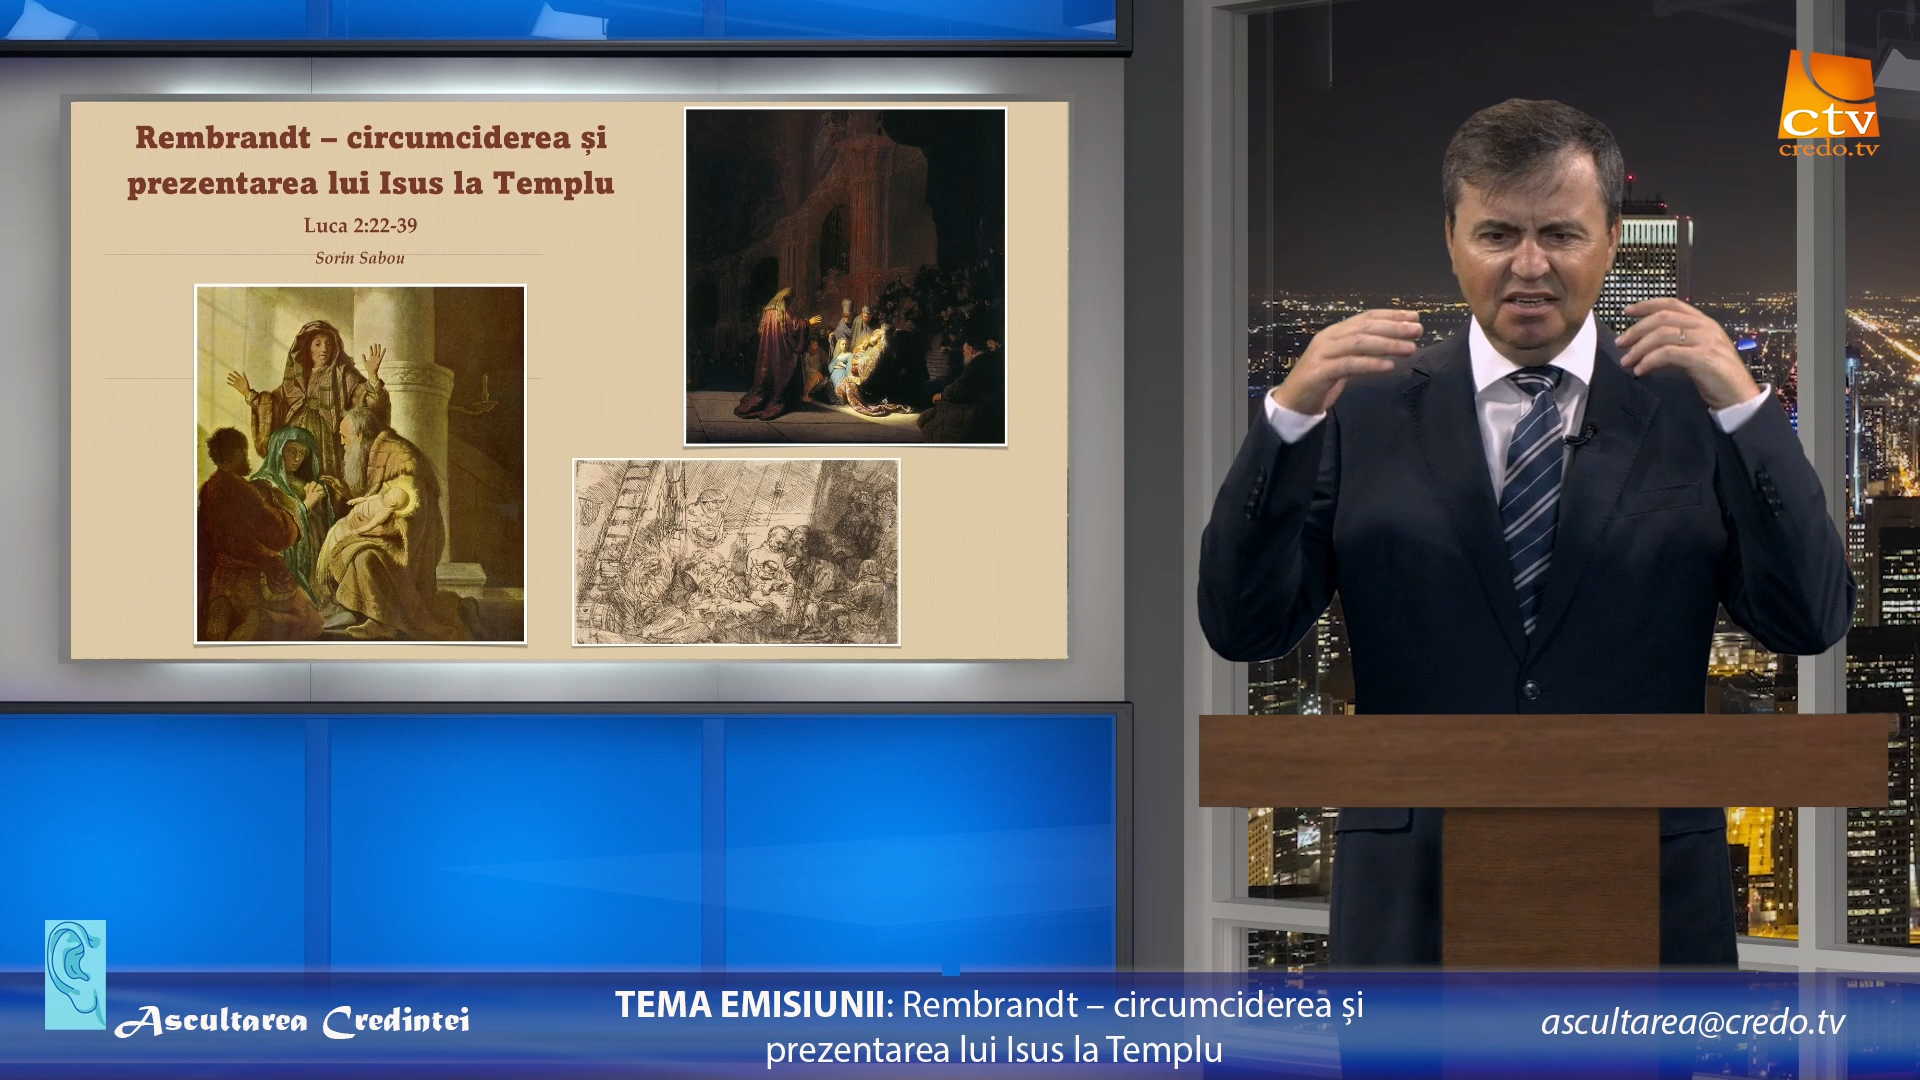 Rembrandt – circumciderea și
prezentarea lui Isus la Templu
Luca 2:22-39
Sorin Sabou
ctv
credo.tv
Ascultarea Credintei
TEMA EMISIUNII: Rembrandt – circumciderea și
prezentarea lui Isus la Templu
ascultarea@credo.tv